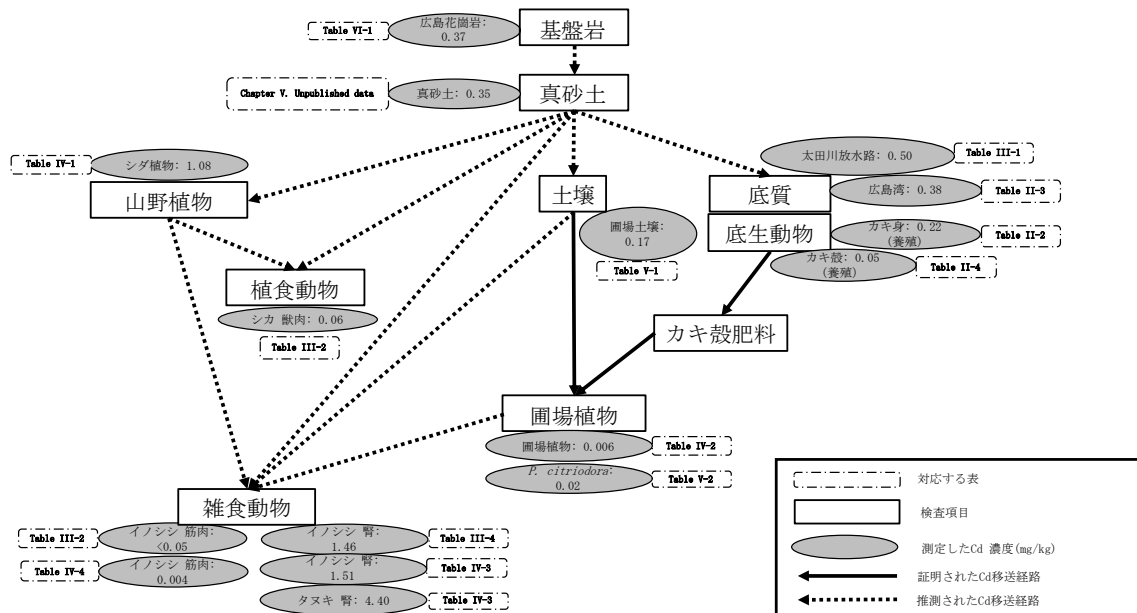 Table VI-1
広島花崗岩:
0.37
基盤岩
Chapter V. Unpublished data
真砂土: 0.35
真砂土
Table IV-1
シダ植物: 1.08
山野植物
土壌
圃場土壌:
0.17
Table V-1
太田川放水路: 0.50
Table III-1
底質
広島湾: 0.38
Table II-3
底生動物
カキ身: 0.22
(養殖)
Table II-2
カキ殻: 0.05
(養殖)
Table II-4
植食動物
シカ 獣肉: 0.06
Table III-2
カキ殻肥料
圃場植物
圃場植物: 0.006
Table IV-2
P. citriodora:
0.02
Table V-2
雑食動物
Table III-2
イノシシ 筋肉:
<0.05
イノシシ 腎:
1.46
Table III-4
Table IV-4
イノシシ 筋肉:
0.004
イノシシ 腎:
1.51
Table IV-3
タヌキ 腎: 4.40
Table IV-3
対応する表
検査項目
測定したCd 濃度(mg/kg)
証明されたCd移送経路
推測されたCd移送経路